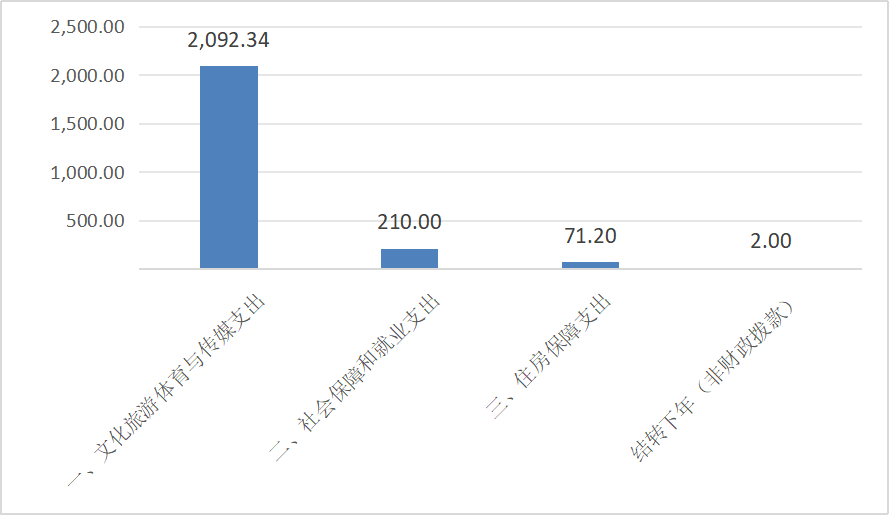 2,500.00
2,000.00
1,500.00
1,000.00
500.00
2,092.34
210.00
71.20
2.00
一、文化旅游体育与传媒支出
二、社会保障和就业支出
三、住房保障支出
结转下年（非财政拨款）